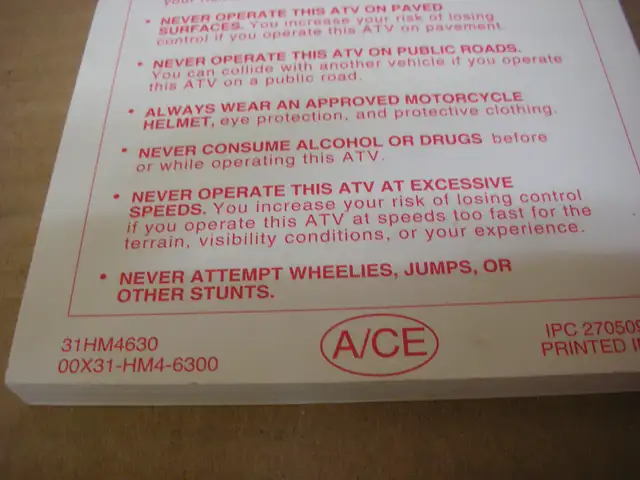 • NEVER OPERATE THIS ATV ON PAVED
SURFACES. You increase your risk of losing
control if you operate this ATV on pavement.
• NEVER OPERATE THIS ATV ON PUBLIC ROADS.
You can collide with another vehicle if you operate
this ATV on a public road.
• ALWAYS WEAR AN APPROVED MOTORCYCLE
HELMET, eye protection, and protective clothing.
• NEVER CONSUME ALCOHOL OR DRUGS before
or while operating this ATV.
• NEVER OPERATE THIS ATV AT EXCESSIVE
SPEEDS. You increase your risk of losing control
if you operate this ATV at speeds too fast for the
terrain, visibility conditions, or your experience.
• NEVER ATTEMPT WHEELIES, JUMPS, OR
OTHER STUNTS.
31HM4630
00X31-HM4-6300
A/CE
IPC 270509
PRINTED I